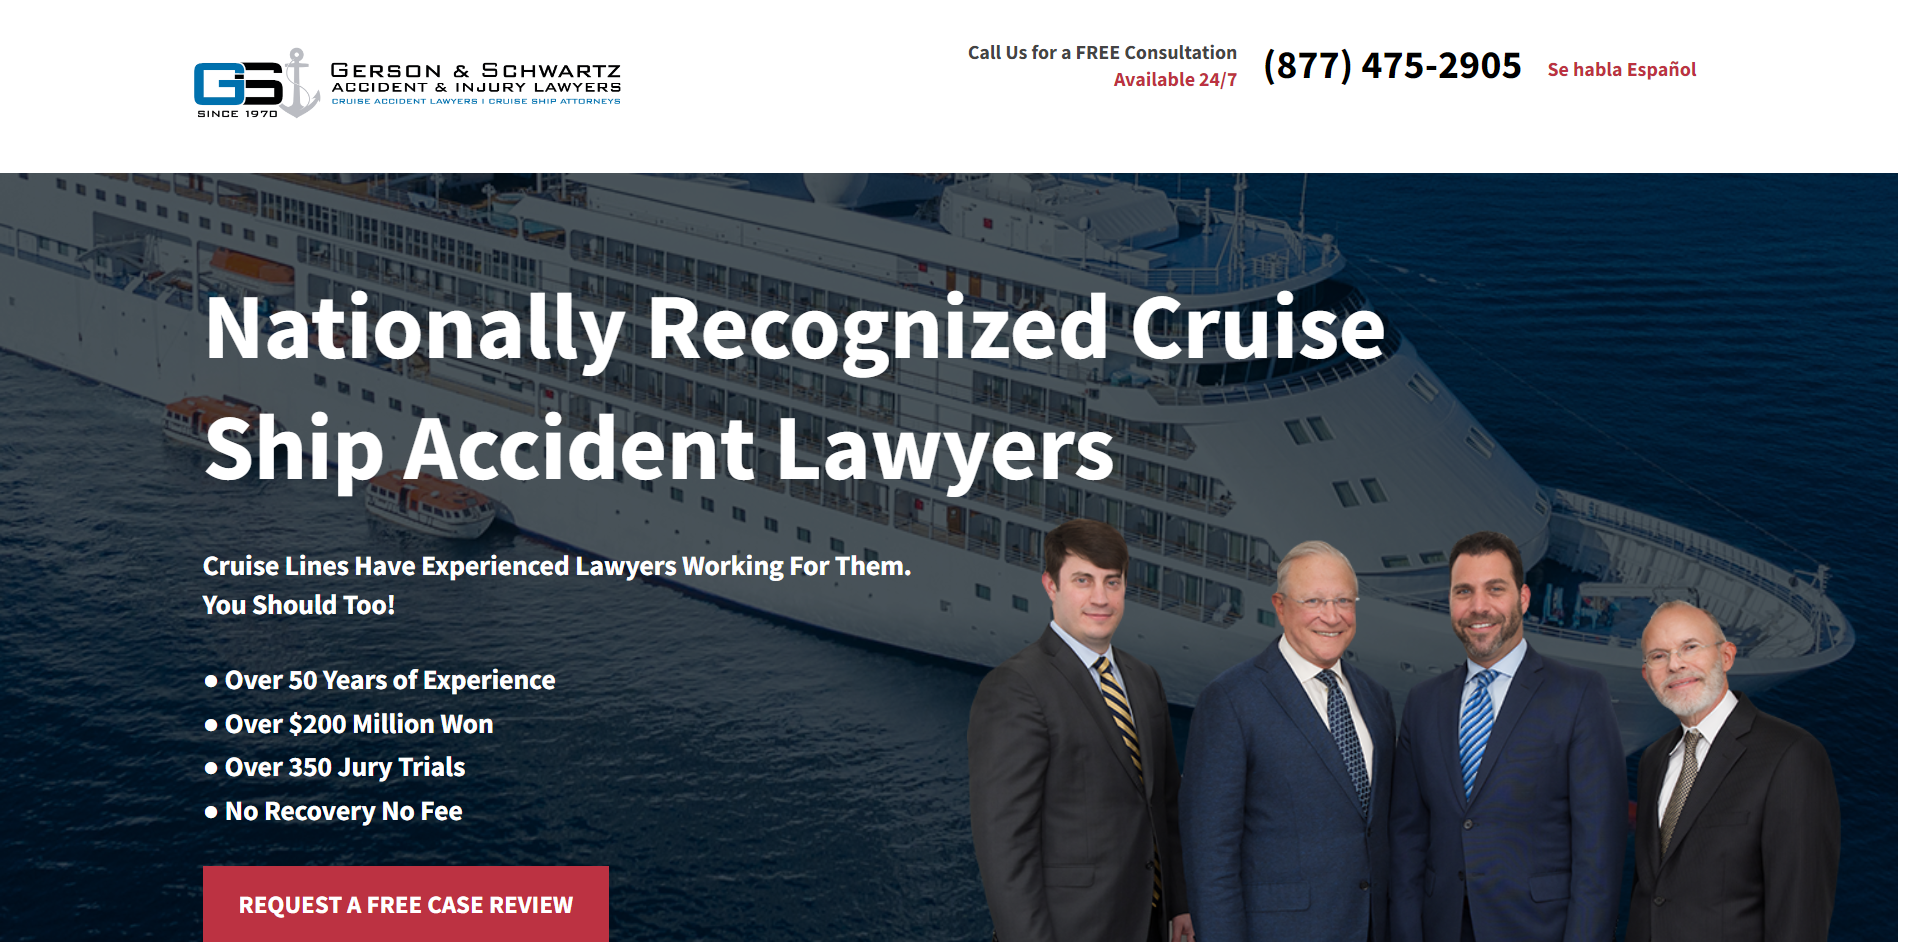 GS
SINCE 1970
GERSON & SCHWARTZ
ACCIDENT & INJURY LAWYERS
CRUISE ACCIDENT LAWYERS | CRUISE SHIP ATTORNEYS
Call Us for a FREE Consultation
Available 24/7
(877) 475-2905
Se habla Español
Nationally Recognized Cruise
Ship Accident Lawyers
Cruise Lines Have Experienced Lawyers Working For Them.
You Should Too!
● Over 50 Years of Experience
● Over $200 Million Won
● Over 350 Jury Trials
● No Recovery No Fee
REQUEST A FREE CASE REVIEW